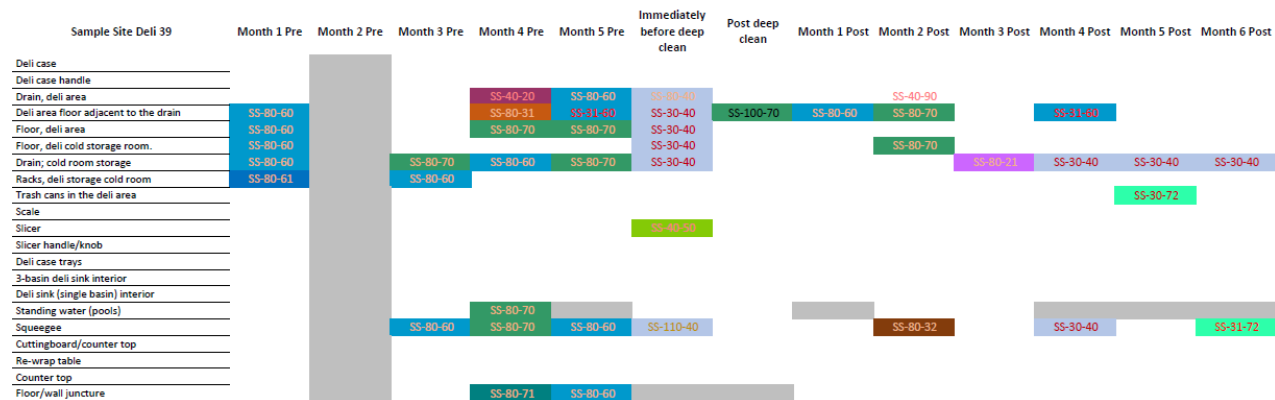 Sample Site Deli 39 Month 1 Pre Month 2 Pre Month 3 Pre Month 4 Pre Month 5 Pre Immediately before deep clean Post deep clean Month 1 Post Month 2 Post Month 3 Post Month 4 Post Month 5 Post Month 6 Post
Deli case
Deli case handle
Drain, deli area SS-40-20 SS-80-60 SS-40-90
Deli area floor adjacent to the drain SS-80-60 SS-80-31 SS-31-60 SS-30-40 SS-100-70 SS-80-60 SS-80-70 SS-31-60
Floor, deli area SS-80-60 SS-80-70 SS-80-70 SS-30-40
Floor, deli cold storage room. SS-80-60 SS-30-40 SS-80-70
Drain; cold room storage SS-80-60 SS-80-70 SS-80-60 SS-80-70 SS-30-40 SS-80-21 SS-30-40 SS-30-40 SS-30-40
Racks, deli storage cold room SS-80-61 SS-80-60
Trash cans in the deli area SS-30-72
Scale
Slicer
Slicer handle/knob
Deli case trays
3-basin deli sink interior
Deli sink (single basin) interior
Standing water (pools) SS-80-70
Squeegee SS-80-60 SS-80-70 SS-80-60 SS-110-40 SS-80-32 SS-30-40 SS-31-72
Cuttingboard/counter top
Re-wrap table
Counter top
Floor/wall juncture SS-80-71 SS-80-60